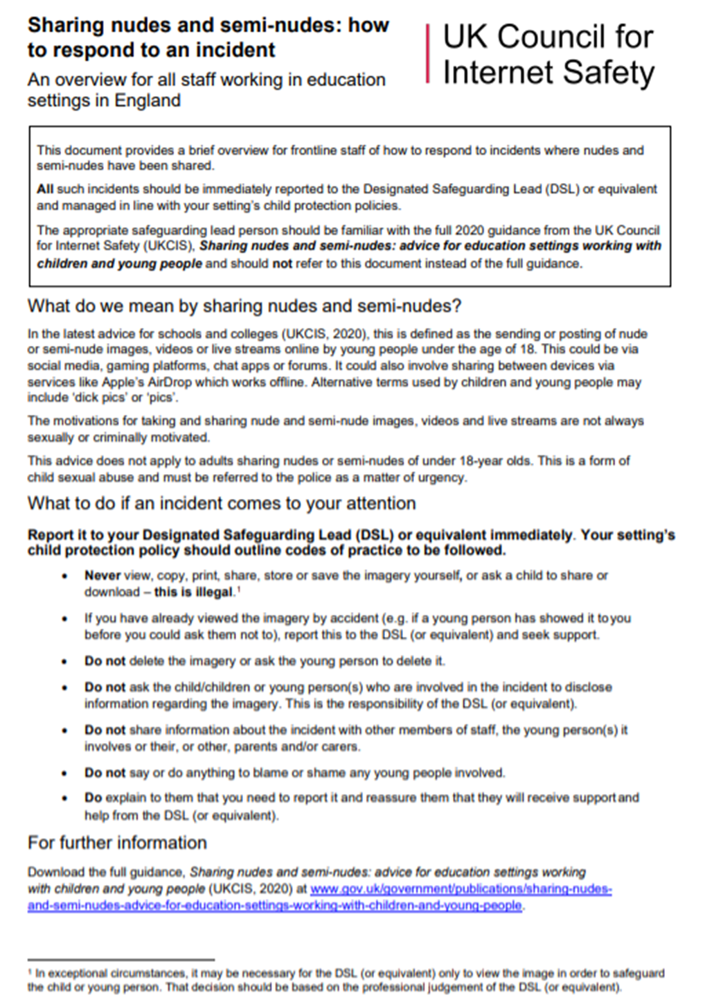 Sharing nudes and semi-nudes: how
to respond to an incident
An overview for all staff working in education
settings in England
UK Council for
Internet Safety
This document provides a brief overview for frontline staff of how to respond to incidents where nudes and
semi-nudes have been shared.
All such incidents should be immediately reported to the Designated Safeguarding Lead (DSL) or equivalent
and managed in line with your setting's child protection policies.
The appropriate safeguarding lead person should be familiar with the full 2020 guidance from the UK Council
for Internet Safety (UKCIS), Sharing nudes and semi-nudes: advice for education settings working with
children and young people and should not refer to this document instead of the full guidance.
What do we mean by sharing nudes and semi-nudes?
In the latest advice for schools and colleges (UKCIS, 2020), this is defined as the sending or posting of nude
or semi-nude images, videos or live streams online by young people under the age of 18. This could be via
social media, gaming platforms, chat apps or forums. It could also involve sharing between devices via
services like Apple's AirDrop which works offline. Alternative terms used by children and young people may
include 'dick pics' or 'pics'.
The motivations for taking and sharing nude and semi-nude images, videos and live streams are not always
sexually or criminally motivated.
This advice does not apply to adults sharing nudes or semi-nudes of under 18-year olds. This is a form of
child sexual abuse and must be referred to the police as a matter of urgency.
What to do if an incident comes to your attention
Report it to your Designated Safeguarding Lead (DSL) or equivalent immediately. Your setting's
child protection policy should outline codes of practice to be followed.
• Never view, copy, print, share, store or save the imagery yourself, or ask a child to share or
download – this is illegal.¹
• If you have already viewed the imagery by accident (e.g. if a young person has showed it to you
before you could ask them not to), report this to the DSL (or equivalent) and seek support.
• Do not delete the imagery or ask the young person to delete it.
• Do not ask the child/children or young person(s) who are involved in the incident to disclose
information regarding the imagery. This is the responsibility of the DSL (or equivalent).
• Do not share information about the incident with other members of staff, the young person(s) it
involves or their, or other, parents and/or carers.
• Do not say or do anything to blame or shame any young people involved.
• Do explain to them that you need to report it and reassure them that they will receive support and
help from the DSL (or equivalent).
For further information
Download the full guidance, Sharing nudes and semi-nudes: advice for education settings working
with children and young people (UKCIS, 2020) at www.gov.uk/government/publications/sharing-nudes-
and-semi-nudes-advice-for-education-settings-working-with-children-and-young-people.
¹ In exceptional circumstances, it may be necessary for the DSL (or equivalent) only to view the image in order to safeguard
the child or young person. That decision should be based on the professional judgement of the DSL (or equivalent).